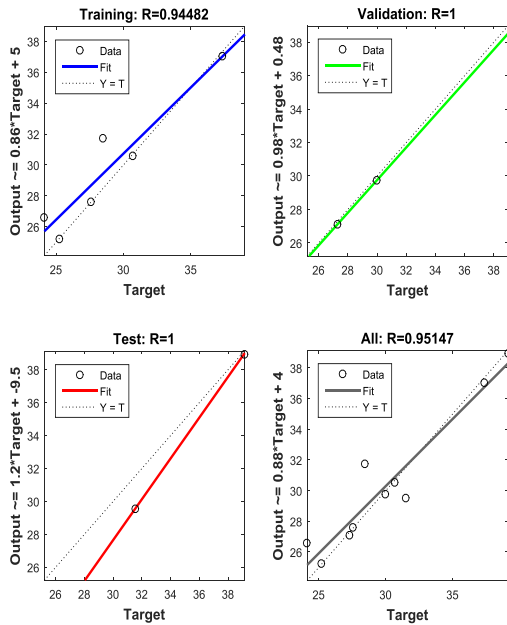 Training: R=0.94482
Output ~= 0.86*Target + 5
38
36
34
32
30
28
26
Data
Fit
Y = T
25
30
35
Target
Validation: R=1
Output ~= 0.98*Target + 0.48
38
36
34
32
30
28
26
Data
Fit
Y = T
26
28
30
32
34
36
38
Target
Test: R=1
Output ~= 1.2*Target + -9.5
38
36
34
32
30
28
26
Data
Fit
Y = T
26
28
30
32
34
36
38
Target
All: R=0.95147
Output ~= 0.88*Target + 4
38
36
34
32
30
28
26
Data
Fit
Y = T
25
30
35
Target